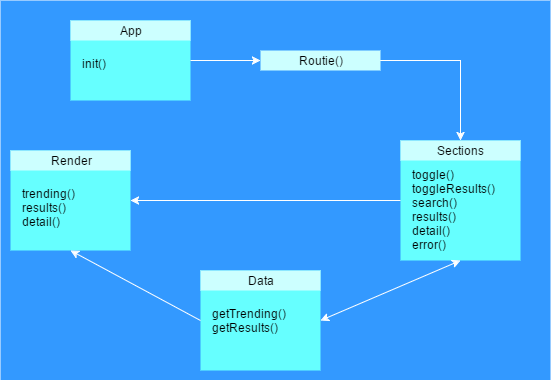 App
init()
Routie()
Sections
toggle()
toggleResults()
search()
results()
detail()
error()
Render
trending()
results()
detail()
Data
getTrending()
getResults()